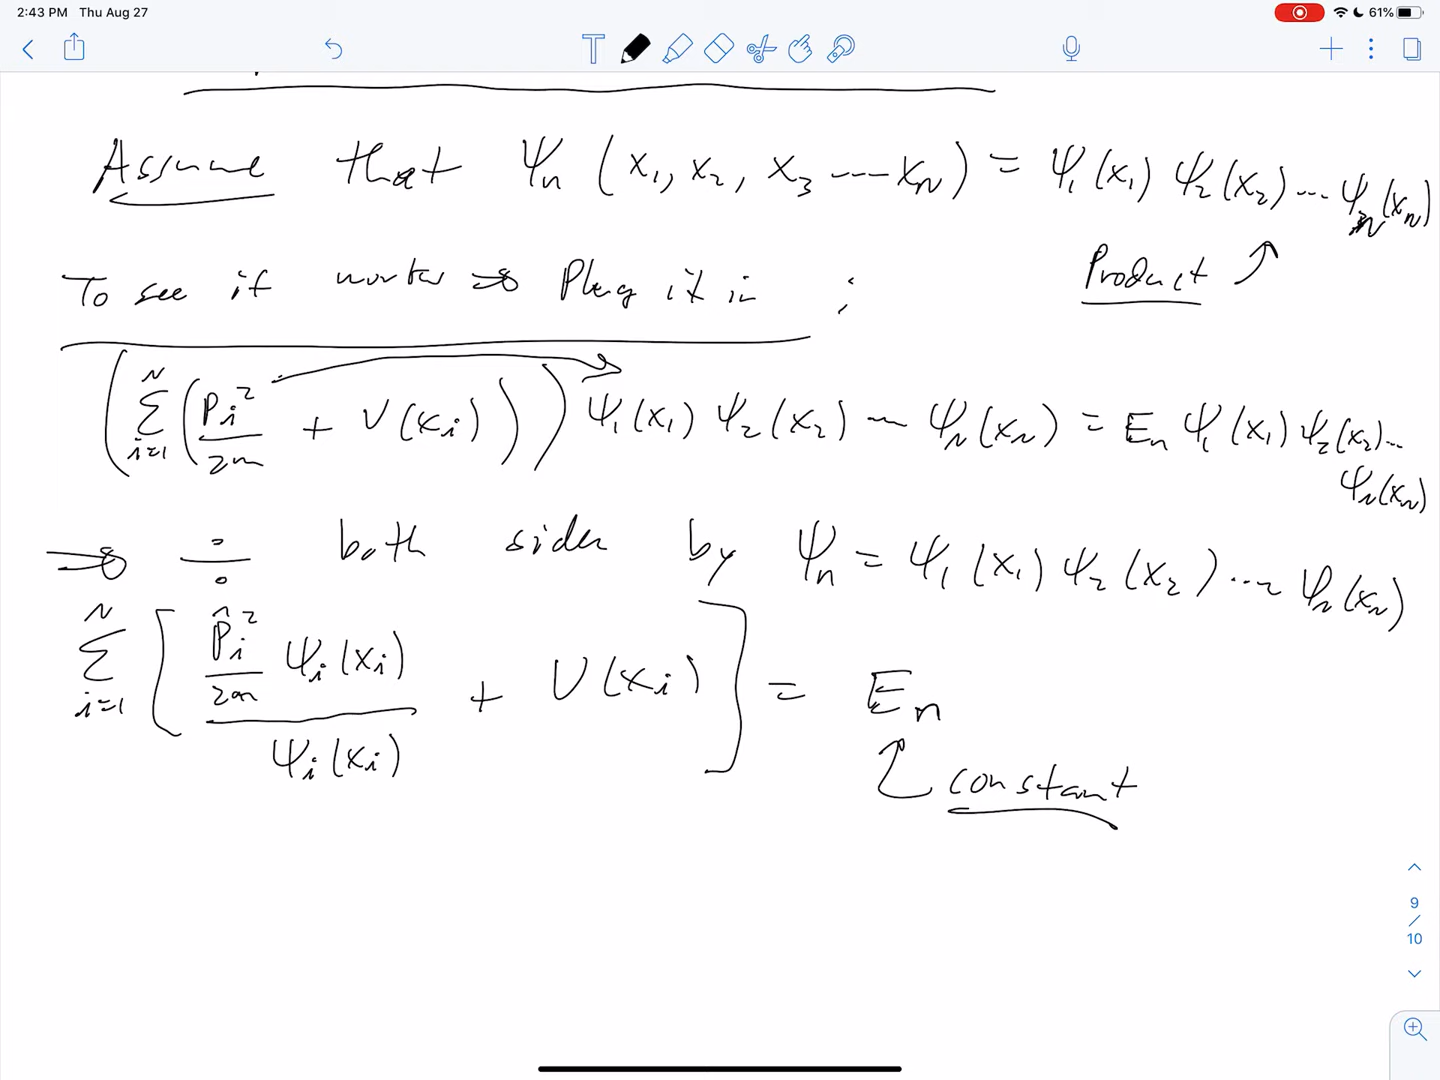 2:43 PM Thu Aug 27 61%
T
Assume that ψn (x1, x2, x3 ---- xN) = ψ1(x1) ψ2(x2) --- ψN(xN)
Product ↑
To see if works → Plug it in ;
(∑_{i=1}^{N} (Pi²/2m + V(xi))) ψ1(x1) ψ2(x2) --- ψN(xN) = En ψ1(x1) ψ2(x2)...
ψN(xN)
→ ÷ both sides by ψn = ψ1(x1) ψ2(x2) ... ψN(xN)
∑_{i=1}^{N} [ (P̂i²/2m ψi(xi))/ψi(xi) + V(xi) ] = En
↑ constant
9
/
10